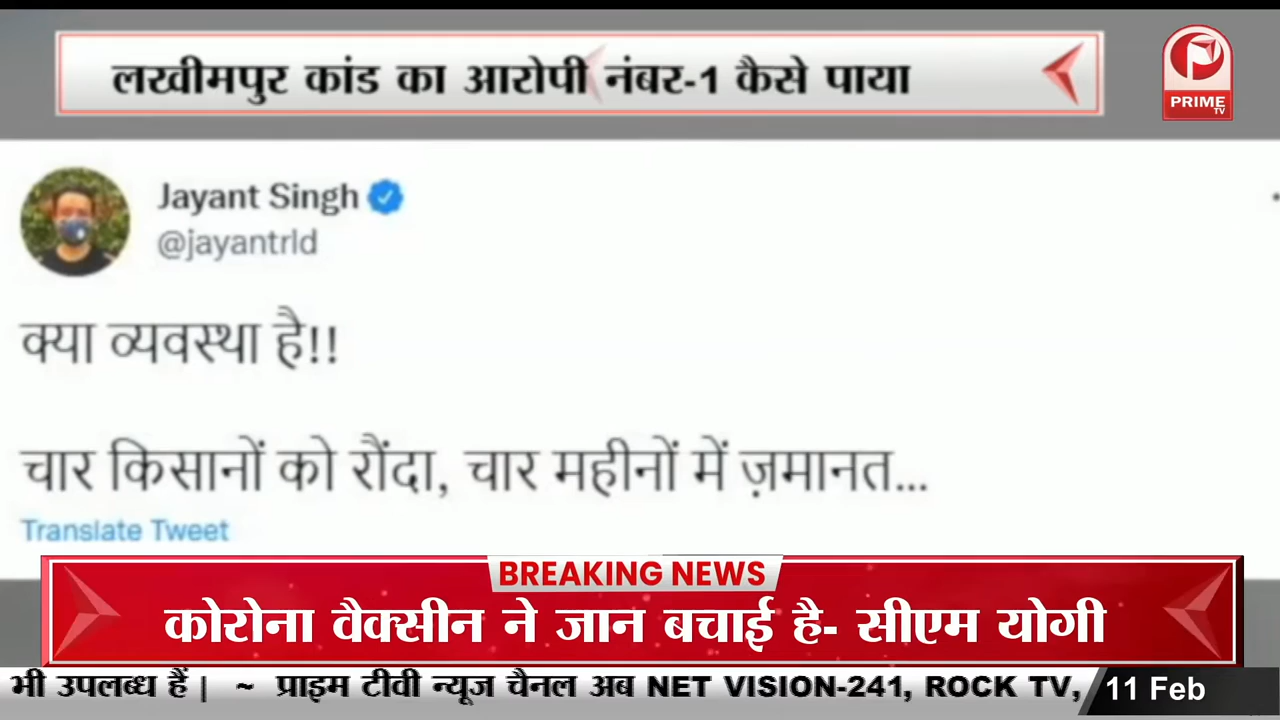 लखीमपुर कांड का आरोपी नंबर-1 कैसे पाया
PRIME
TV
Jayant Singh
@jayantrld
क्या व्यवस्था है!!
चार किसानों को रौंदा, चार महीनों में ज़मानत...
Translate Tweet
BREAKING NEWS
कोरोना वैक्सीन ने जान बचाई है- सीएम योगी
भी उपलब्ध हैं | ~ प्राइम टीवी न्यूज चैनल अब NET VISION-241, ROCK TV,
11 Feb